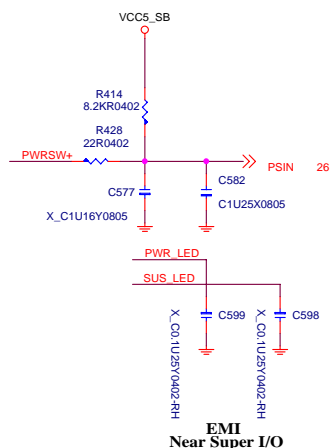 VCC5_SB
R414
8.2KR0402
R428
22R0402
PWRSW+
PSIN 26
C577
X_C1U16Y0805
C582
C1U25X0805
PWR_LED
SUS_LED
X_C0.1U25Y0402-RH
C599
X_C0.1U25Y0402-RH
C598
EMI
Near Super I/O